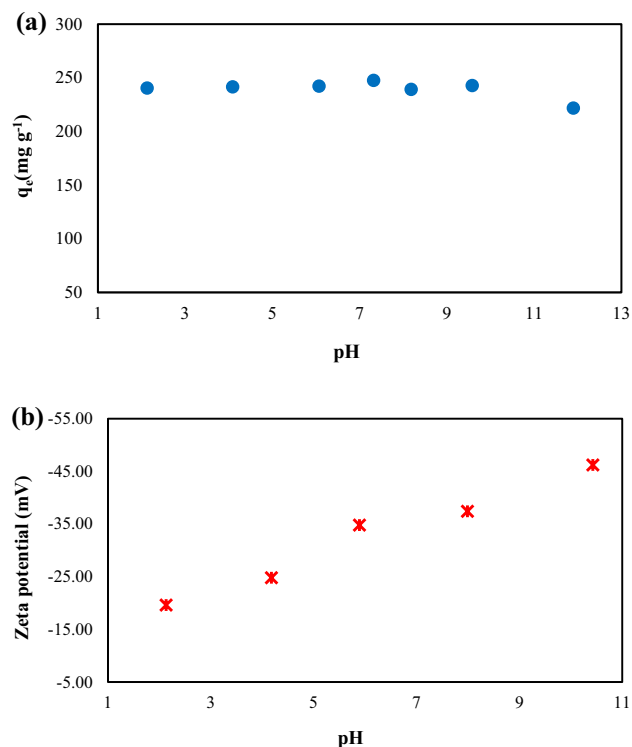 (a)
300
250
200
150
100
50
qₑ(mg g⁻¹)
1 3 5 7 9 11 13
pH
(b)
-55.00
-45.00
-35.00
-25.00
-15.00
-5.00
Zeta potential (mV)
1 3 5 7 9 11
pH